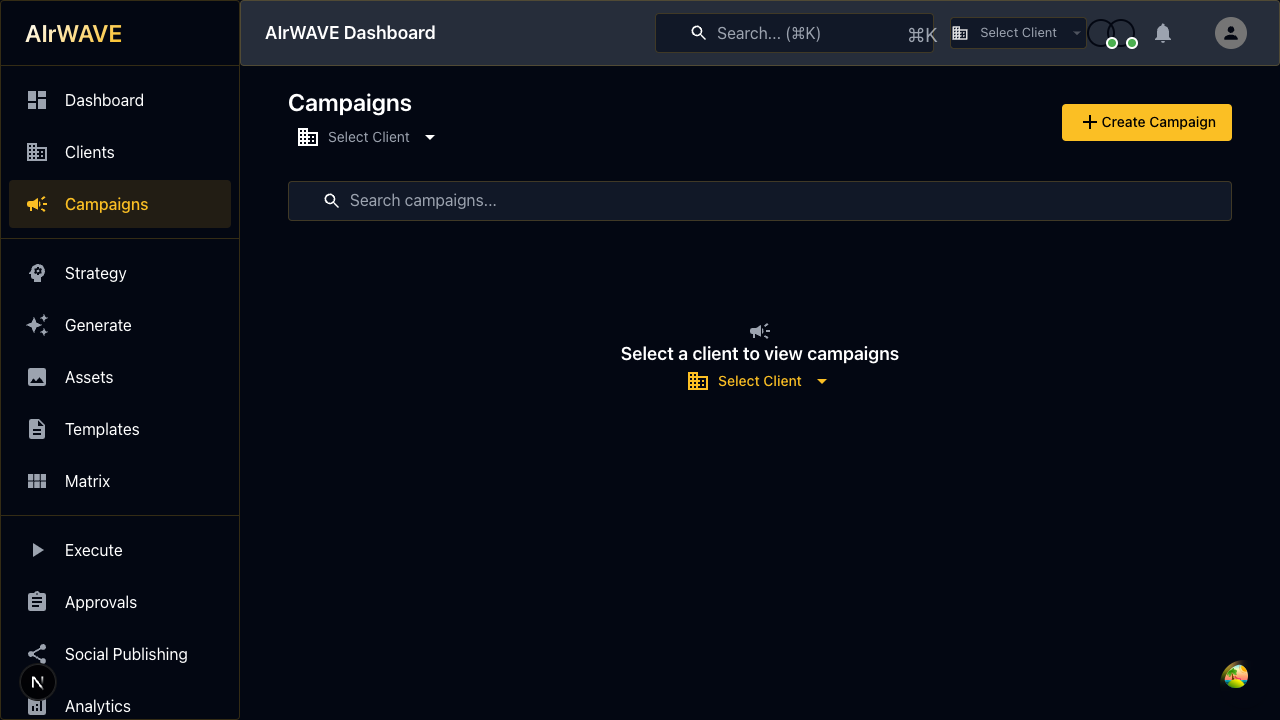 AIrWAVE
AIrWAVE Dashboard
Search... (⌘K)
⌘K
Select Client
Dashboard
Clients
Campaigns
Strategy
Generate
Assets
Templates
Matrix
Execute
Approvals
Social Publishing
Analytics
N
Campaigns
Select Client
Create Campaign
Search campaigns...
Select a client to view campaigns
Select Client